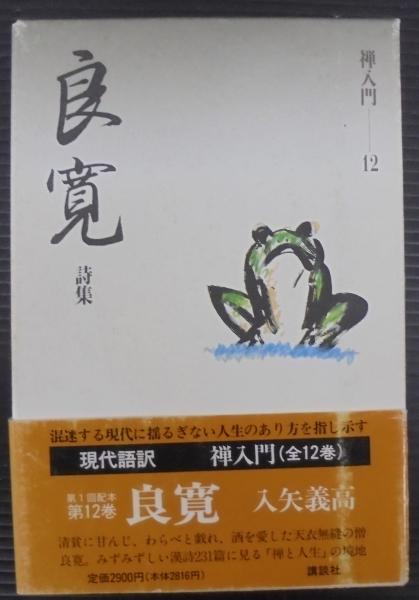 禅入門
12
良寛
詩集
混迷する現代に揺るぎない人生のあり方を指し示す
現代語訳 禅入門(全12巻)
第1回配本
第12巻 良寛 入矢義高
清貧に甘んじ、わらべと戯れ、酒を愛した天衣無縫の僧
良寛。みずみずしい漢詩231篇に見る「禅と人生」の境地
定価2900円(本体2816円) 講談社